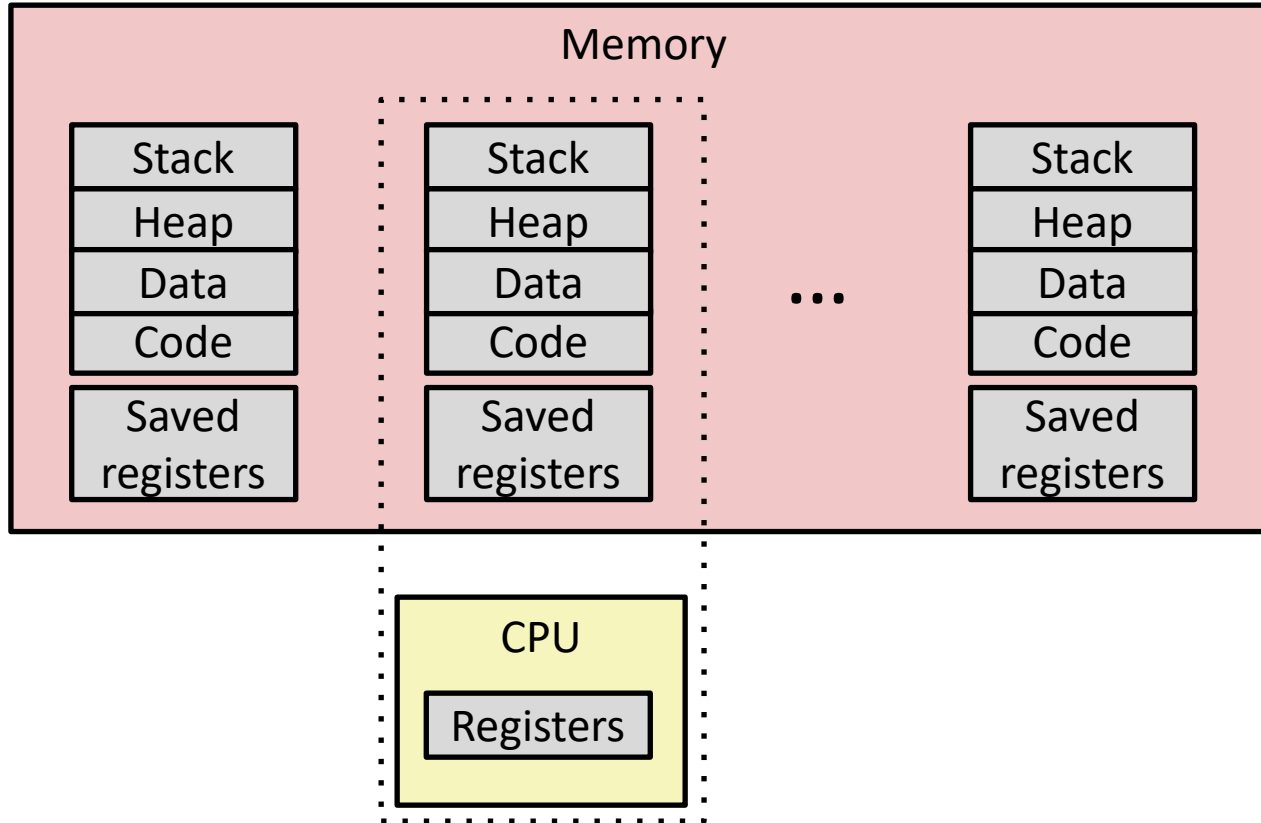 Memory
Stack
Heap
Data
Code
Saved
registers
Stack
Heap
Data
Code
Saved
registers
...
Stack
Heap
Data
Code
Saved
registers
CPU
Registers